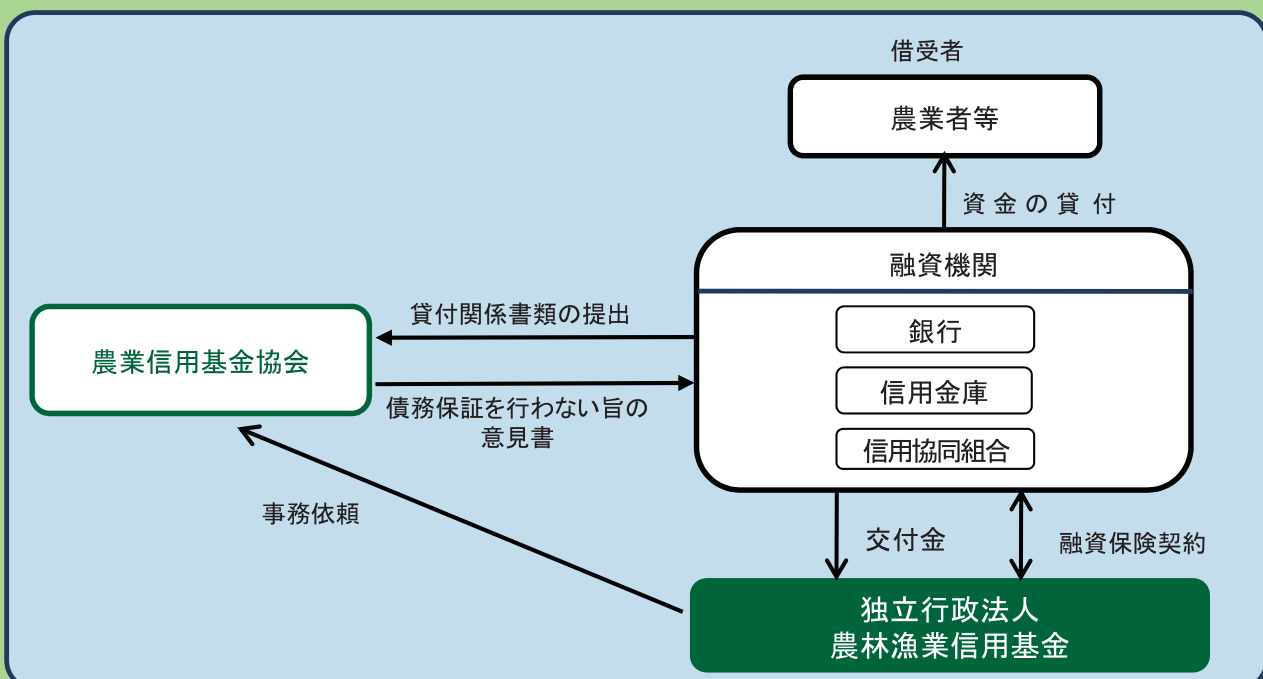 借受者
農業者等
資金の貸付
融資機関
銀行
信用金庫
信用協同組合
貸付関係書類の提出
農業信用基金協会
債務保証を行わない旨の
意見書
事務依頼
交付金
融資保険契約
独立行政法人
農林漁業信用基金